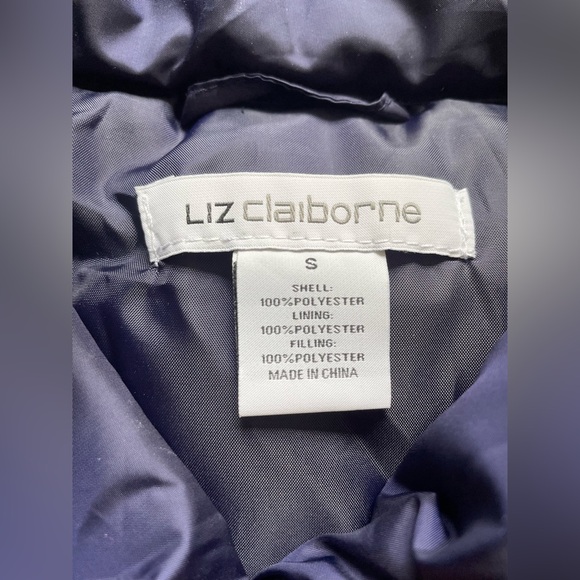 LIZ claiborne
S
SHELL:
100%POLYESTER
LINING:
100%POLYESTER
FILLING:
100%POLYESTER
MADE IN CHINA